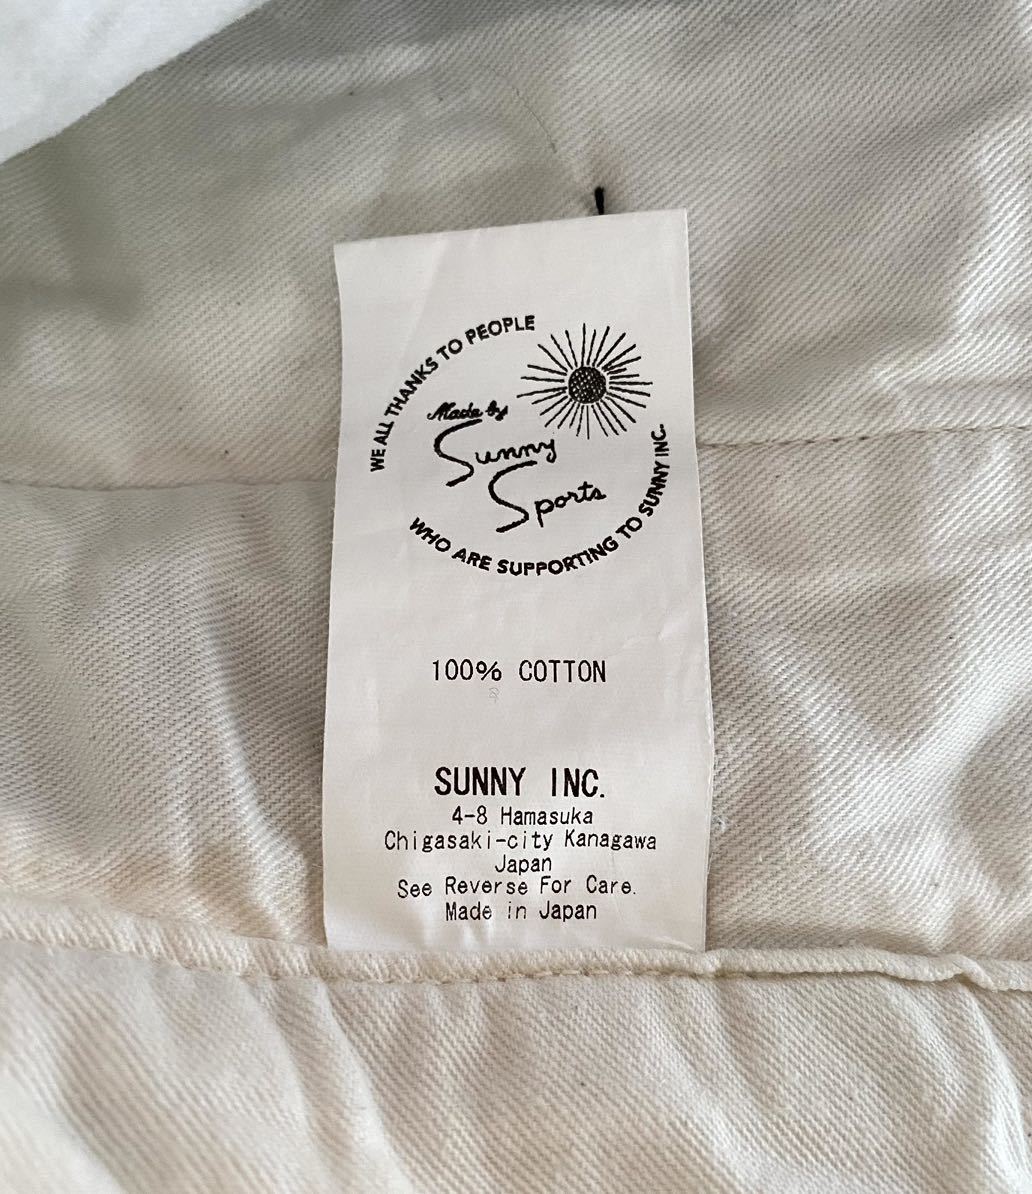 WE ALL THANKS TO PEOPLE
Made by
Sunny
Sports
WHO ARE SUPPORTING TO SUNNY INC.
100% COTTON
SUNNY INC.
4-8 Hamasuka
Chigasaki-city Kanagawa
Japan
See Reverse For Care.
Made in Japan